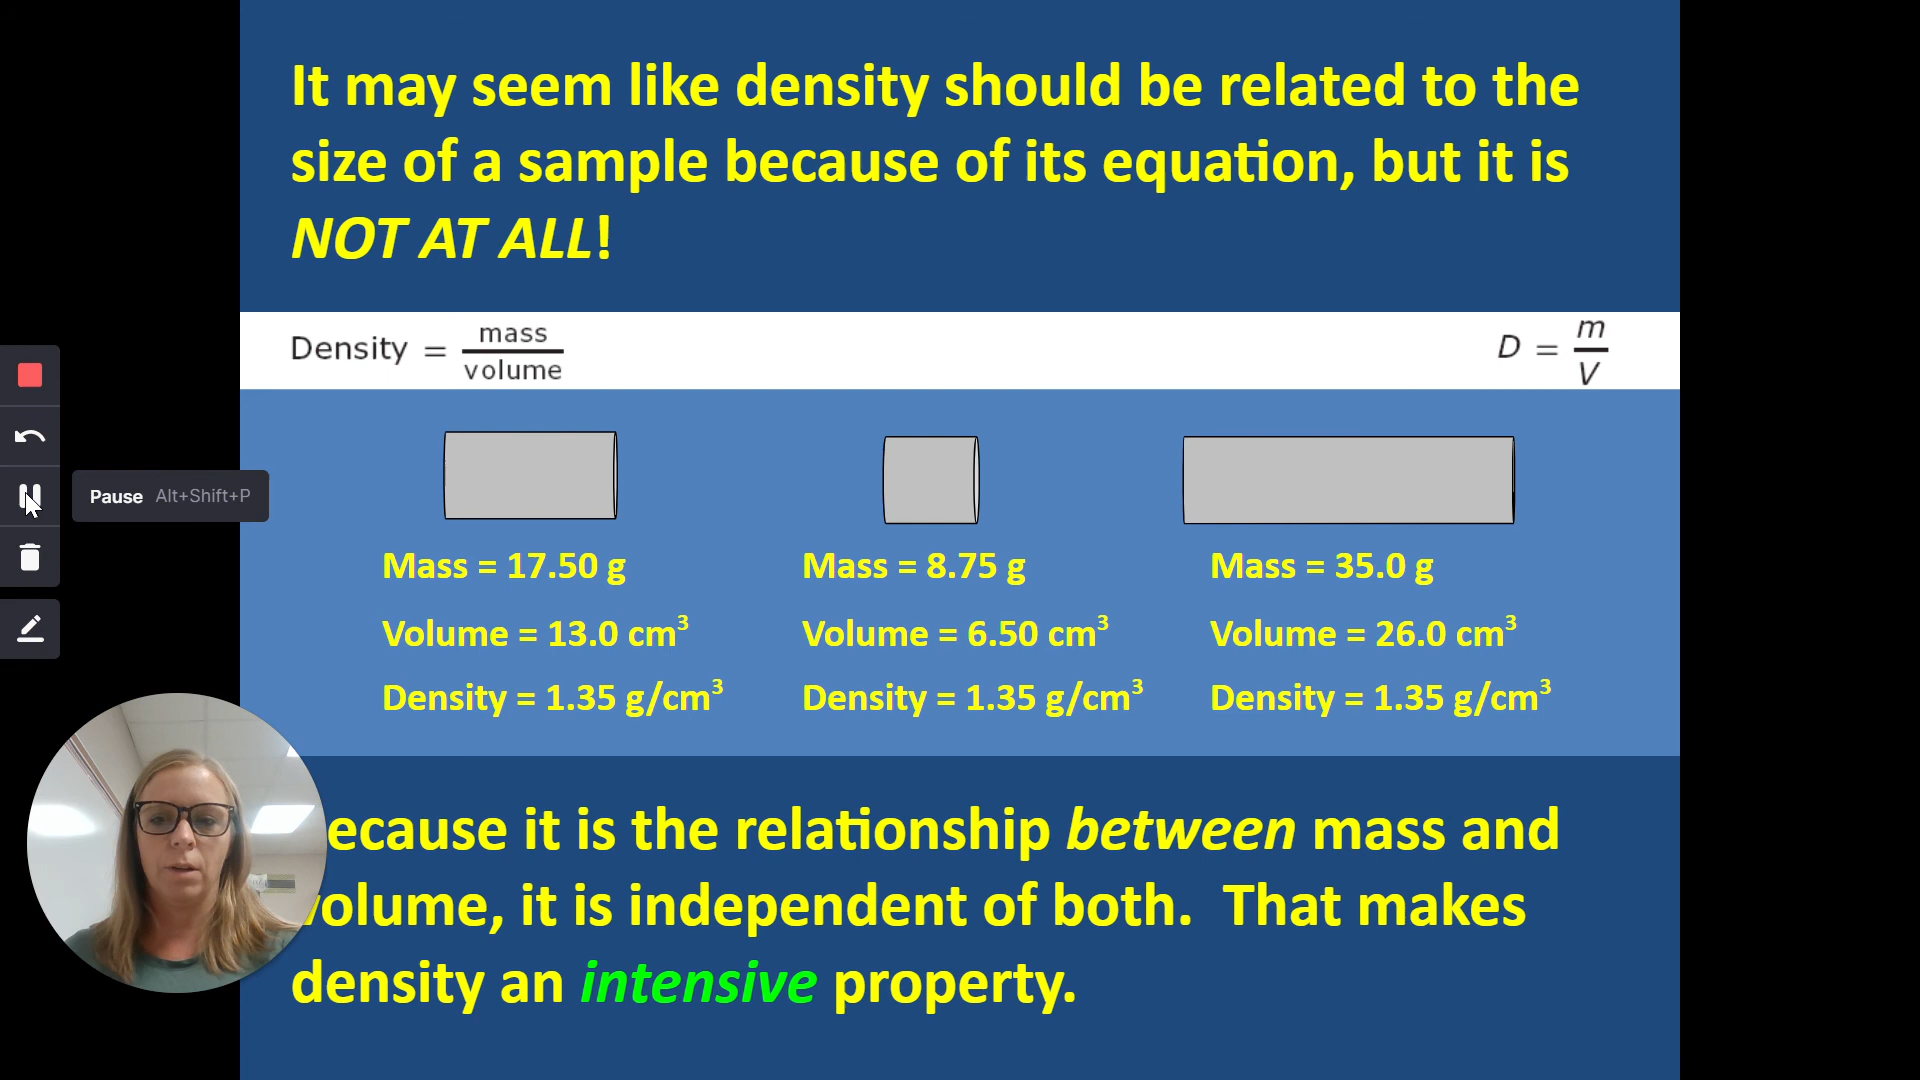 It may seem like density should be related to the
size of a sample because of its equation, but it is
NOT AT ALL!
Density = mass
volume
D = m
V
Pause Alt+Shift+P
Mass = 17.50 g
Volume = 13.0 cm³
Density = 1.35 g/cm³
Mass = 8.75 g
Volume = 6.50 cm³
Density = 1.35 g/cm³
Mass = 35.0 g
Volume = 26.0 cm³
Density = 1.35 g/cm³
ecause it is the relationship between mass and
volume, it is independent of both. That makes
density an intensive property.